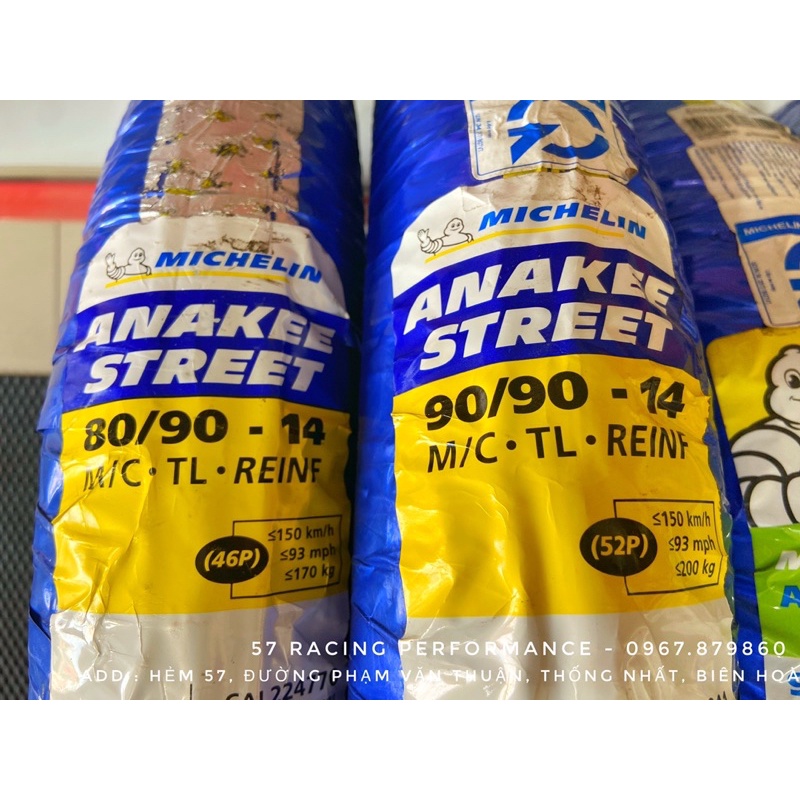 MICHELIN
ANAKEE
STREET
80/90 - 14
M/C • TL • REINF
(46P)
≤150 km/h
≤93 mph
≤170 kg
MICHELIN
ANAKEE
STREET
90/90 - 14
M/C • TL • REINF
(52P)
≤150 km/h
≤93 mph
≤200 kg
MICHELIN
57 RACING PERFORMANCE - 0967.879860
ADD : HẺM 57, ĐƯỜNG PHẠM VĂN THUẬN, THỐNG NHẤT, BIÊN HOÀ